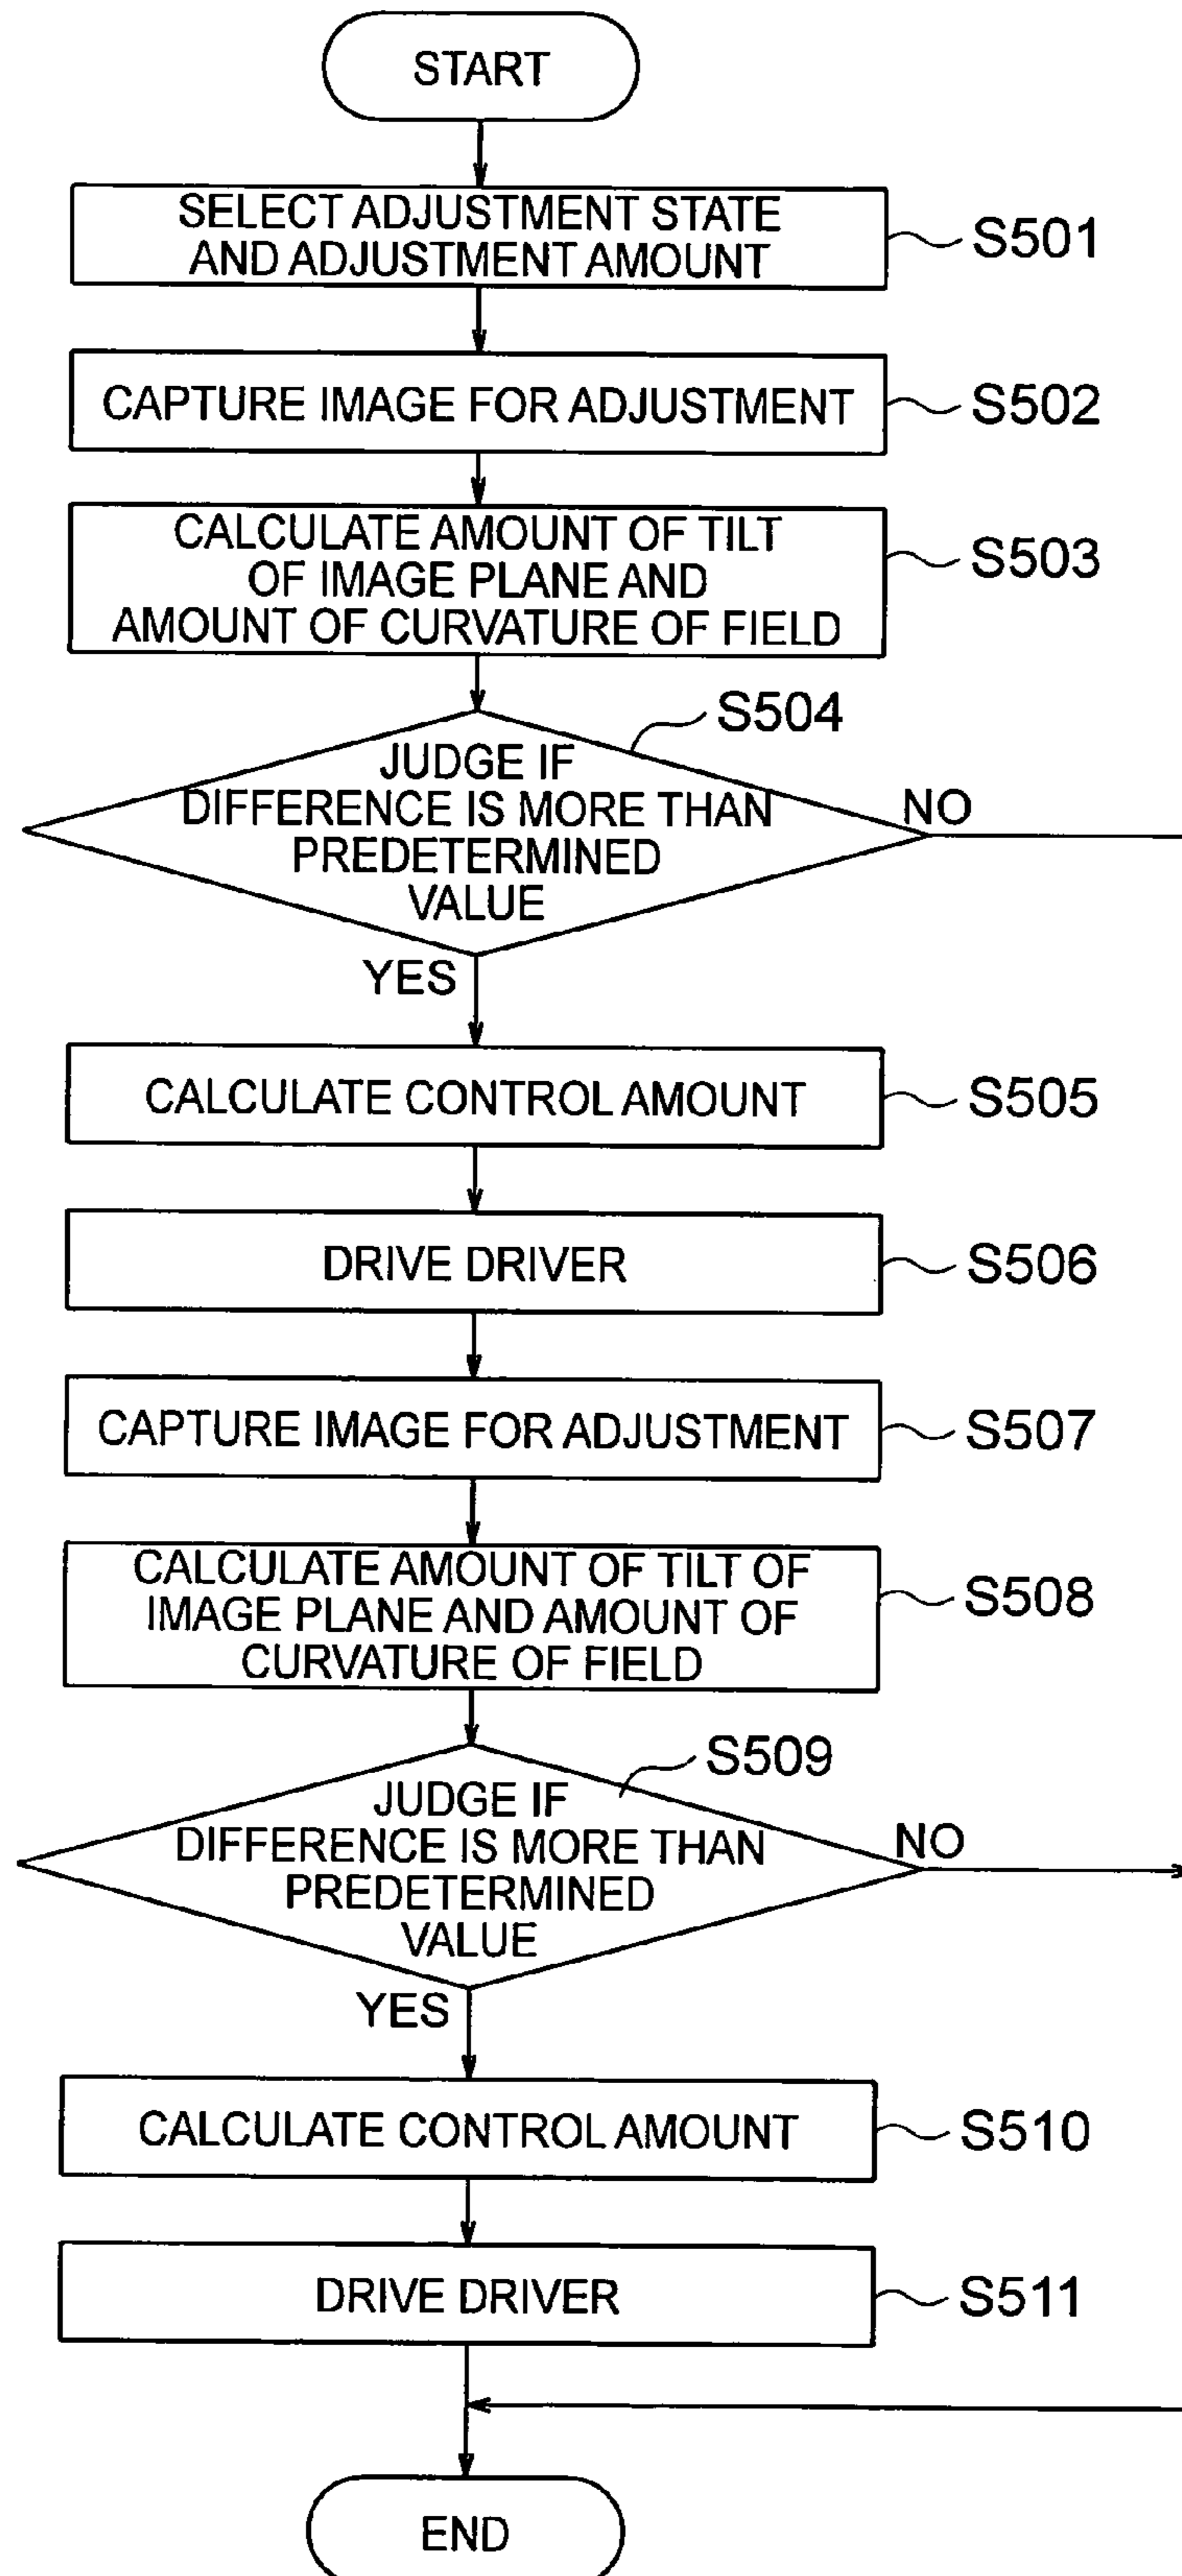 START
SELECT ADJUSTMENT STATE
AND ADJUSTMENT AMOUNT
S501
CAPTURE IMAGE FOR ADJUSTMENT
S502
CALCULATE AMOUNT OF TILT
OF IMAGE PLANE AND
AMOUNT OF CURVATURE OF FIELD
S503
S504
JUDGE IF
DIFFERENCE IS MORE THAN
PREDETERMINED
VALUE
NO
YES
CALCULATE CONTROL AMOUNT
S505
DRIVE DRIVER
S506
CAPTURE IMAGE FOR ADJUSTMENT
S507
CALCULATE AMOUNT OF TILT OF
IMAGE PLANE AND AMOUNT OF
CURVATURE OF FIELD
S508
S509
JUDGE IF
DIFFERENCE IS MORE THAN
PREDETERMINED
VALUE
NO
YES
CALCULATE CONTROL AMOUNT
S510
DRIVE DRIVER
S511
END